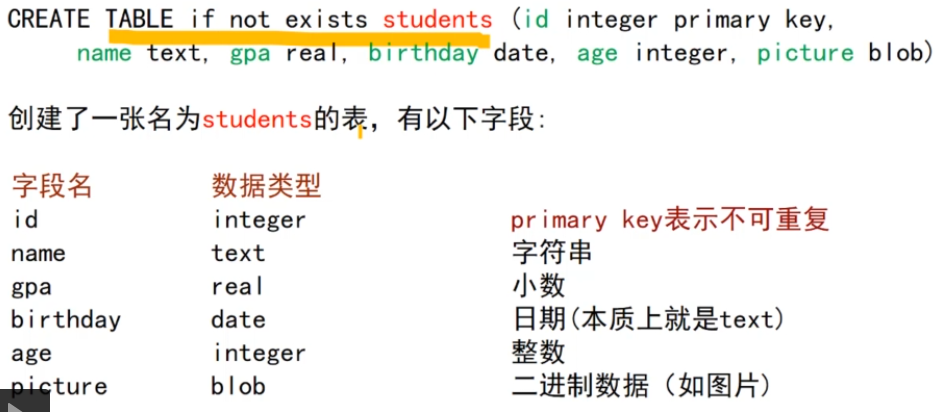 CREATE TABLE if not exists students (id integer primary key,
name text, gpa real, birthday date, age integer, picture blob)
创建了一张名为students的表，有以下字段：
字段名 数据类型
id integer primary key表示不可重复
name text 字符串
gpa real 小数
birthday date 日期(本质上就是text)
age integer 整数
picture blob 二进制数据（如图片)